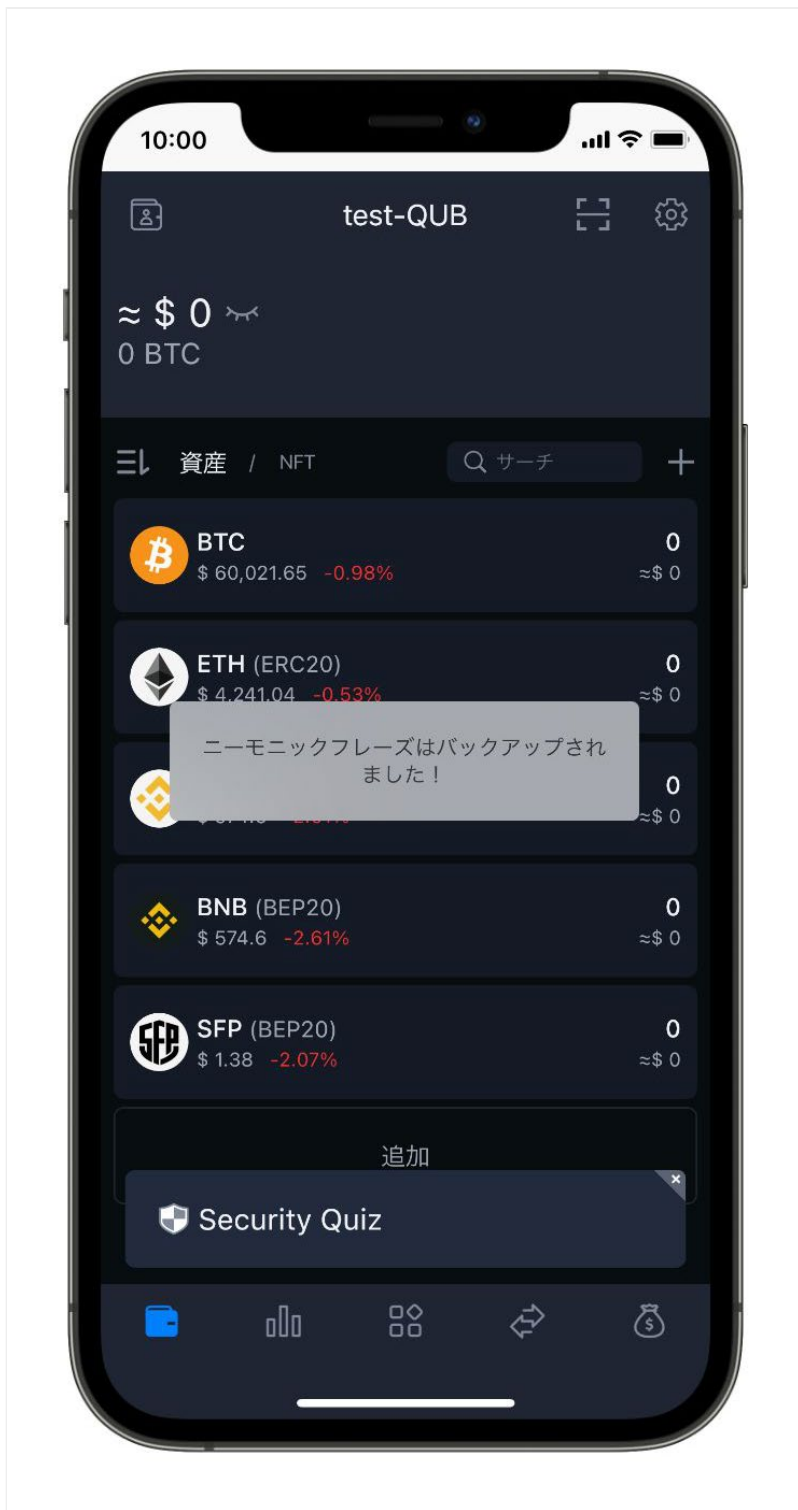 10:00
test-QUB
≈ $ 0
0 BTC
資産 / NFT サーチ
BTC 0
$ 60,021.65 -0.98% ≈$ 0
ETH (ERC20) 0
$ 4,241.04 -0.53% ≈$ 0
ニーモニックフレーズはバックアップされ
ました！
0
≈$ 0
BNB (BEP20) 0
$ 574.6 -2.61% ≈$ 0
SFP (BEP20) 0
$ 1.38 -2.07% ≈$ 0
追加
Security Quiz